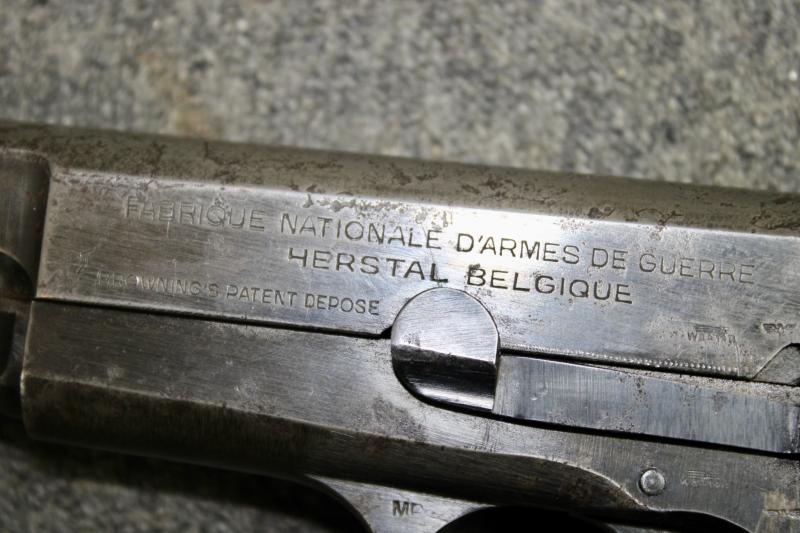 FABRIQUE NATIONALE D'ARMES DE GUERRE
HERSTAL BELGIQUE
BROWNING'S PATENT DEPOSE